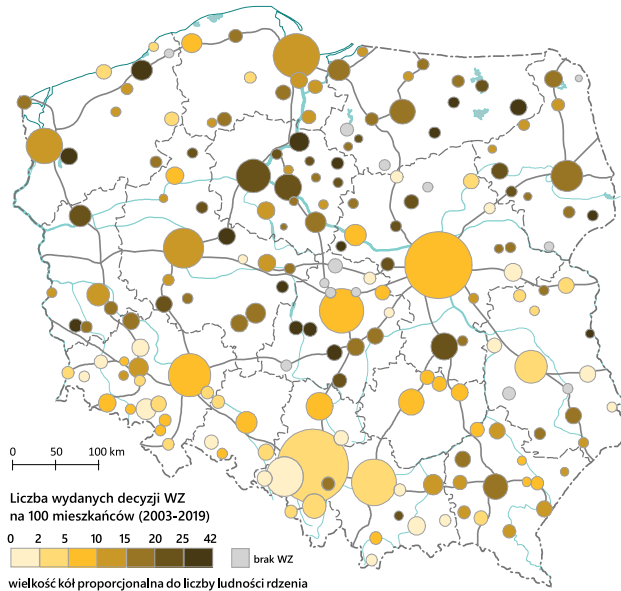 0 50 100 km
Liczba wydanych decyzji WZ
na 100 mieszkańców (2003-2019)
0 2 5 10 15 20 25 42
brak WZ
wielkość kół proporcjonalna do liczby ludności rdzenia